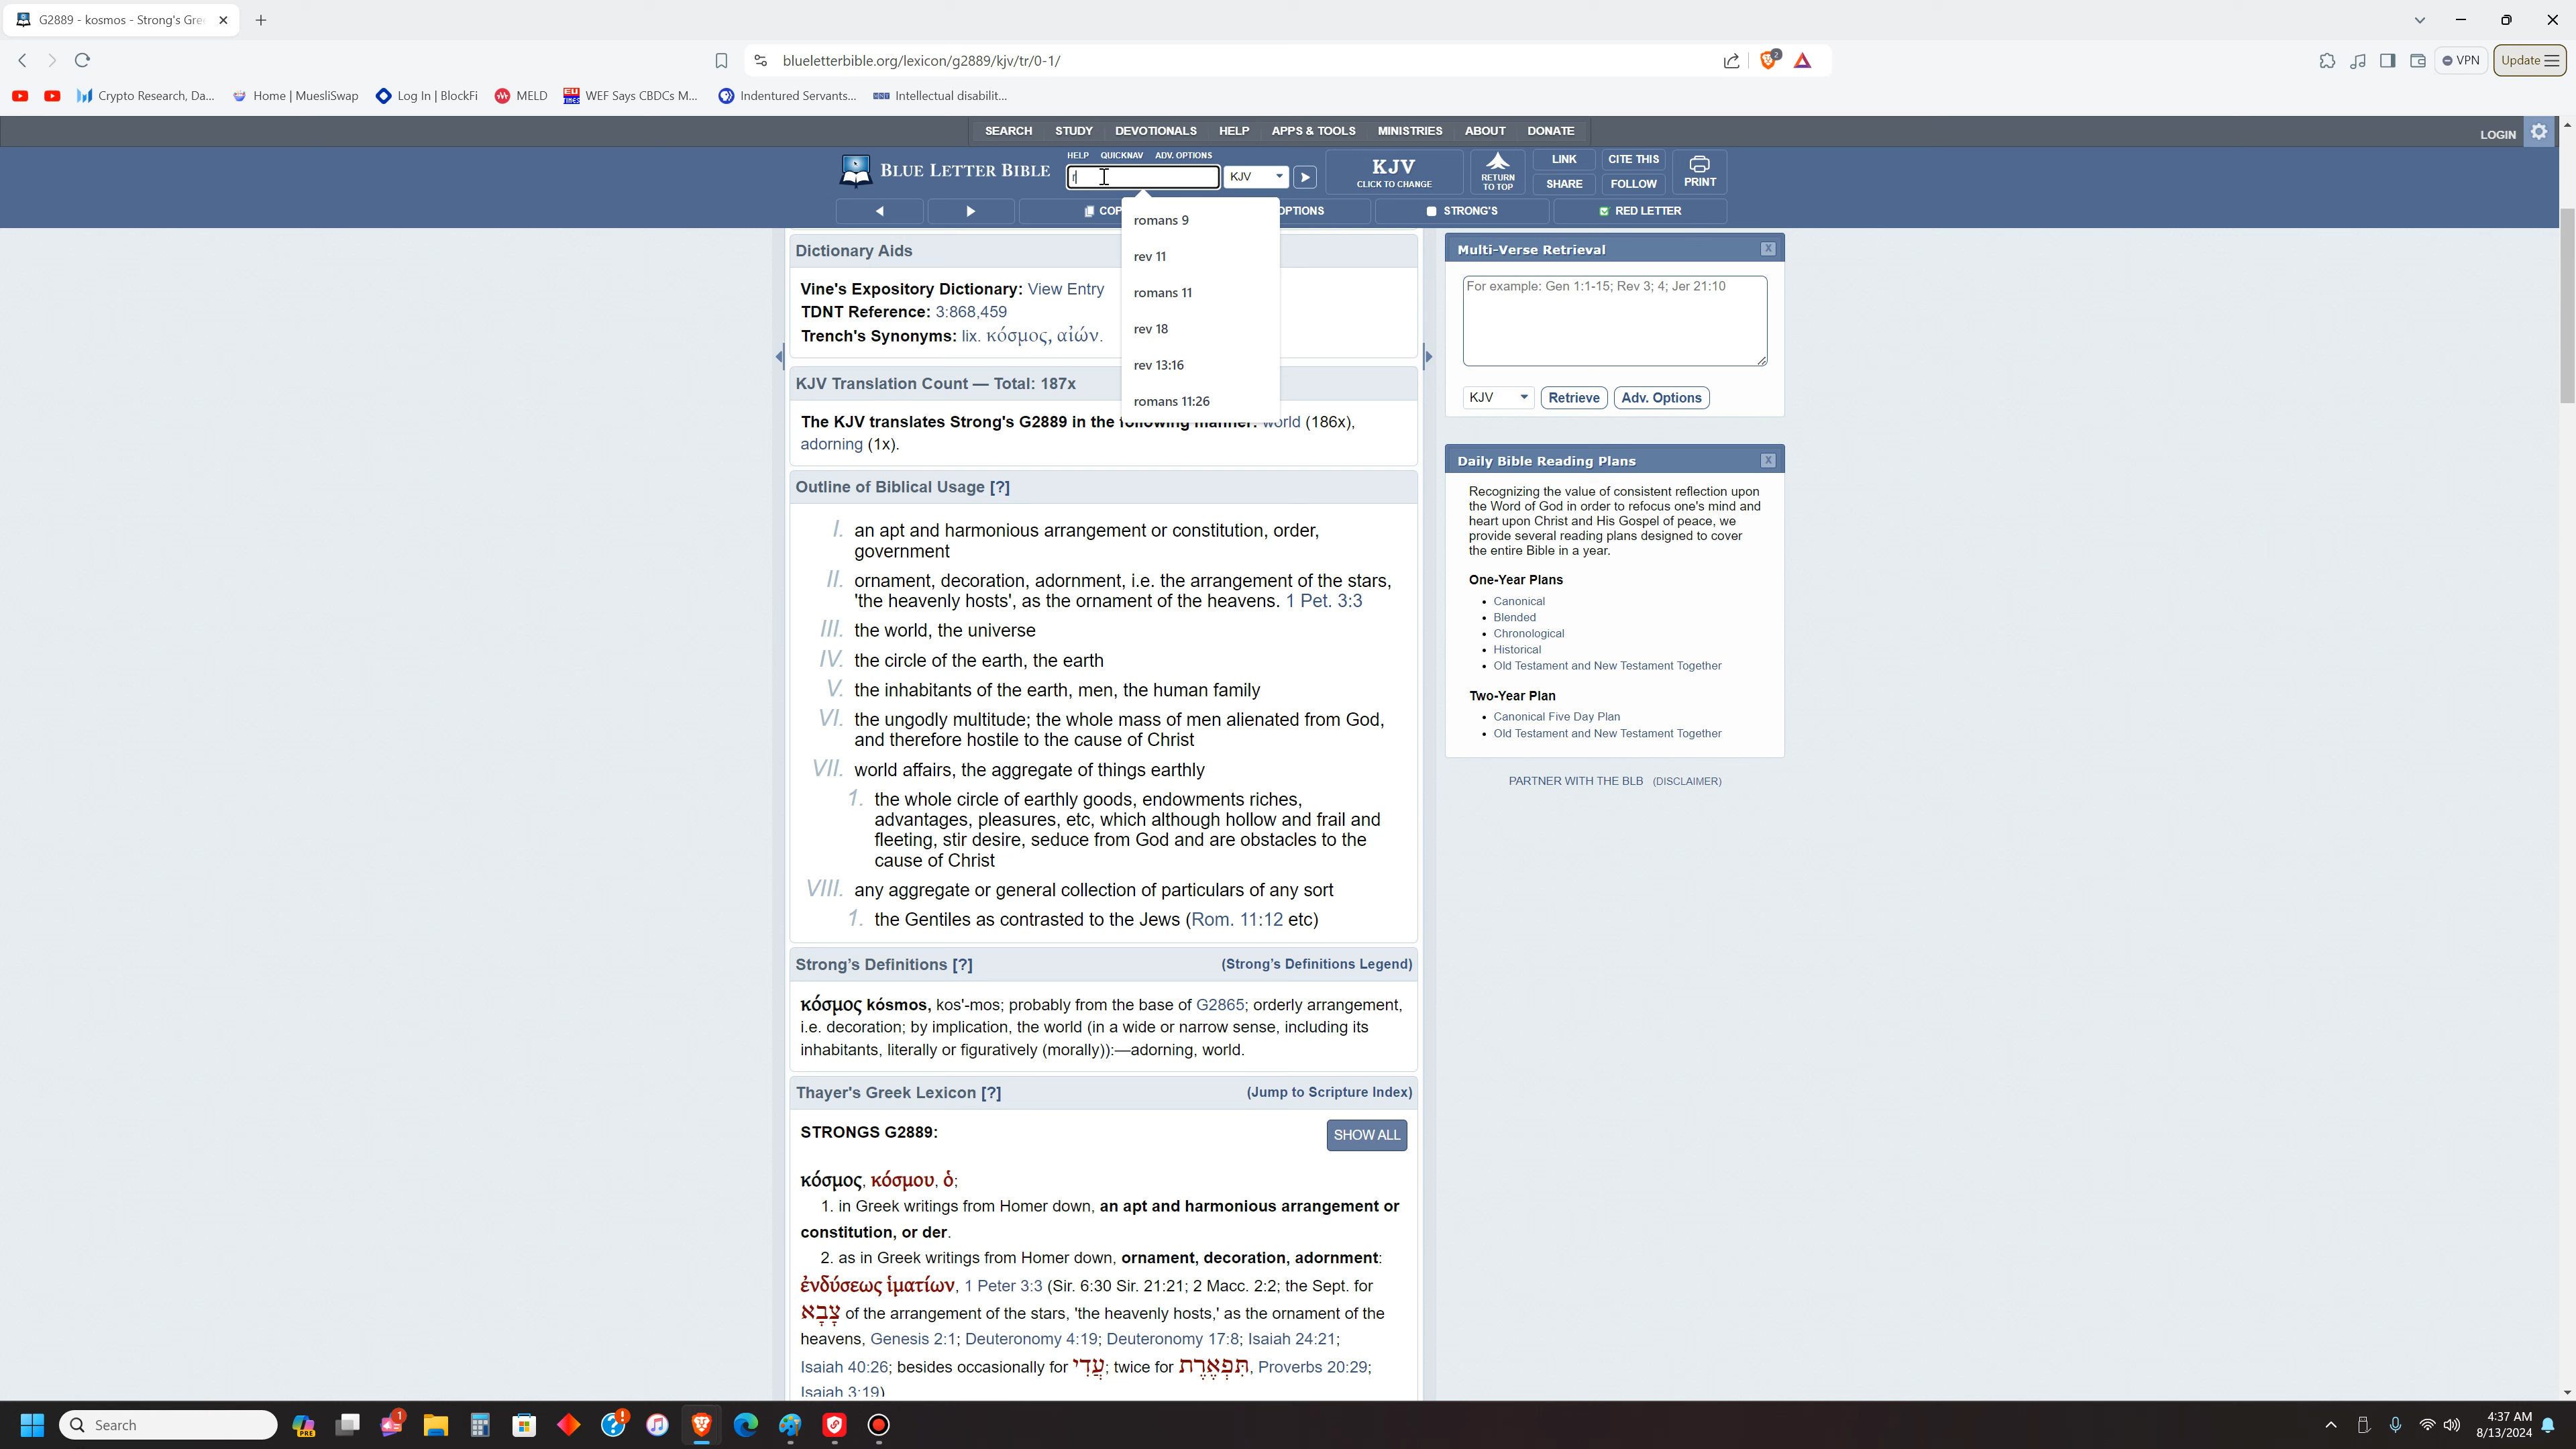 G2889 - kosmos - Strong's Gre
blueletterbible.org/lexicon/g2889/kjv/tr/0-1/
2
VPN
Update
Crypto Research, Da...
Home | MuesliSwap
Log In | BlockFi
MELD
WEF Says CBDCs M...
Indentured Servants...
Intellectual disabilit...
SEARCH STUDY DEVOTIONALS HELP APPS & TOOLS MINISTRIES ABOUT DONATE
LOGIN
BLUE LETTER BIBLE
HELP QUICKNAV ADV. OPTIONS
r
KJV
KJV
CLICK TO CHANGE
RETURN
TO TOP
LINK
CITE THIS
SHARE
FOLLOW
PRINT
COP
OPTIONS
STRONG'S
RED LETTER
romans 9
rev 11
romans 11
rev 18
rev 13:16
romans 11:26
Dictionary Aids
Vine's Expository Dictionary: View Entry
TDNT Reference: 3:868,459
Trench's Synonyms: lix. κόσμος, αἰών.
KJV Translation Count — Total: 187x
The KJV translates Strong's G2889 in the following manner: world (186x),
adorning (1x).
Outline of Biblical Usage [?]
I. an apt and harmonious arrangement or constitution, order,
government
II. ornament, decoration, adornment, i.e. the arrangement of the stars,
'the heavenly hosts', as the ornament of the heavens. 1 Pet. 3:3
III. the world, the universe
IV. the circle of the earth, the earth
V. the inhabitants of the earth, men, the human family
VI. the ungodly multitude; the whole mass of men alienated from God,
and therefore hostile to the cause of Christ
VII. world affairs, the aggregate of things earthly
1. the whole circle of earthly goods, endowments riches,
advantages, pleasures, etc, which although hollow and frail and
fleeting, stir desire, seduce from God and are obstacles to the
cause of Christ
VIII. any aggregate or general collection of particulars of any sort
1. the Gentiles as contrasted to the Jews (Rom. 11:12 etc)
Strong's Definitions [?]
(Strong's Definitions Legend)
κόσμος kósmos, kos'-mos; probably from the base of G2865; orderly arrangement,
i.e. decoration; by implication, the world (in a wide or narrow sense, including its
inhabitants, literally or figuratively (morally)):—adorning, world.
Thayer's Greek Lexicon [?]
(Jump to Scripture Index)
STRONGS G2889:
SHOW ALL
κόσμος, κόσμου, ὁ;
1. in Greek writings from Homer down, an apt and harmonious arrangement or
constitution, or der.
2. as in Greek writings from Homer down, ornament, decoration, adornment:
ἐνδύσεως ἱματίων, 1 Peter 3:3 (Sir. 6:30 Sir. 21:21; 2 Macc. 2:2; the Sept. for
צָבָא of the arrangement of the stars, 'the heavenly hosts,' as the ornament of the
heavens, Genesis 2:1; Deuteronomy 4:19; Deuteronomy 17:8; Isaiah 24:21;
Isaiah 40:26; besides occasionally for עֲדִי; twice for תִּפְאֶרֶת, Proverbs 20:29;
Isaiah 3:19)
Multi-Verse Retrieval
X
For example: Gen 1:1-15; Rev 3; 4; Jer 21:10
KJV
Retrieve
Adv. Options
Daily Bible Reading Plans
X
Recognizing the value of consistent reflection upon
the Word of God in order to refocus one's mind and
heart upon Christ and His Gospel of peace, we
provide several reading plans designed to cover
the entire Bible in a year.
One-Year Plans
• Canonical
• Blended
• Chronological
• Historical
• Old Testament and New Testament Together
Two-Year Plan
• Canonical Five Day Plan
• Old Testament and New Testament Together
PARTNER WITH THE BLB (DISCLAIMER)
Search
PRE
1
4:37 AM
8/13/2024